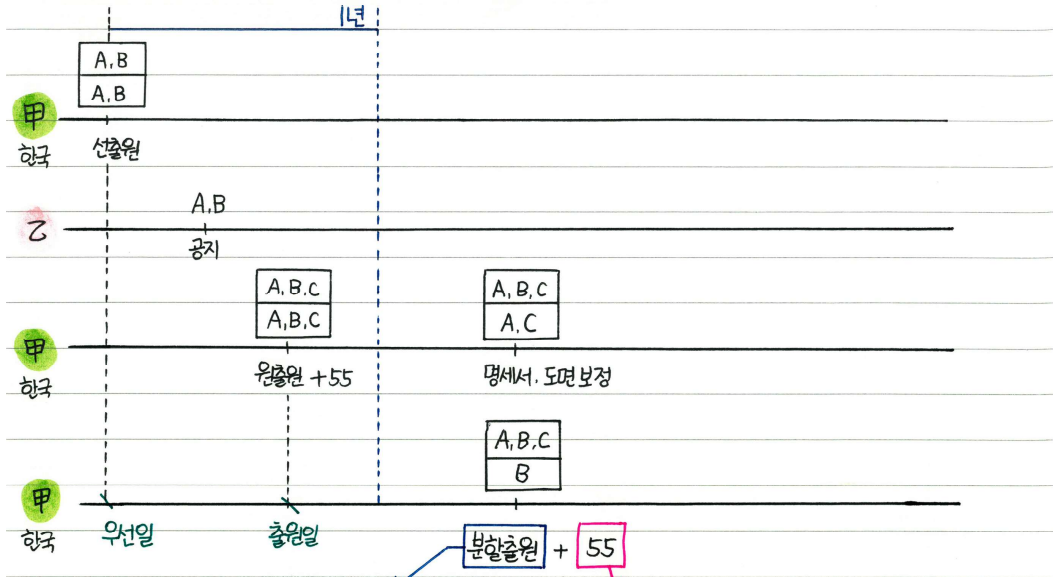 1년
A, B
A, B
甲
한국
선출원
A, B
乙
공지
A, B, C
A, B, C
A, B, C
A, C
甲
한국
원출원 + 55
명세서. 도면 보정
A, B, C
B
甲
한국
우선일
출원일
분할출원 + 55